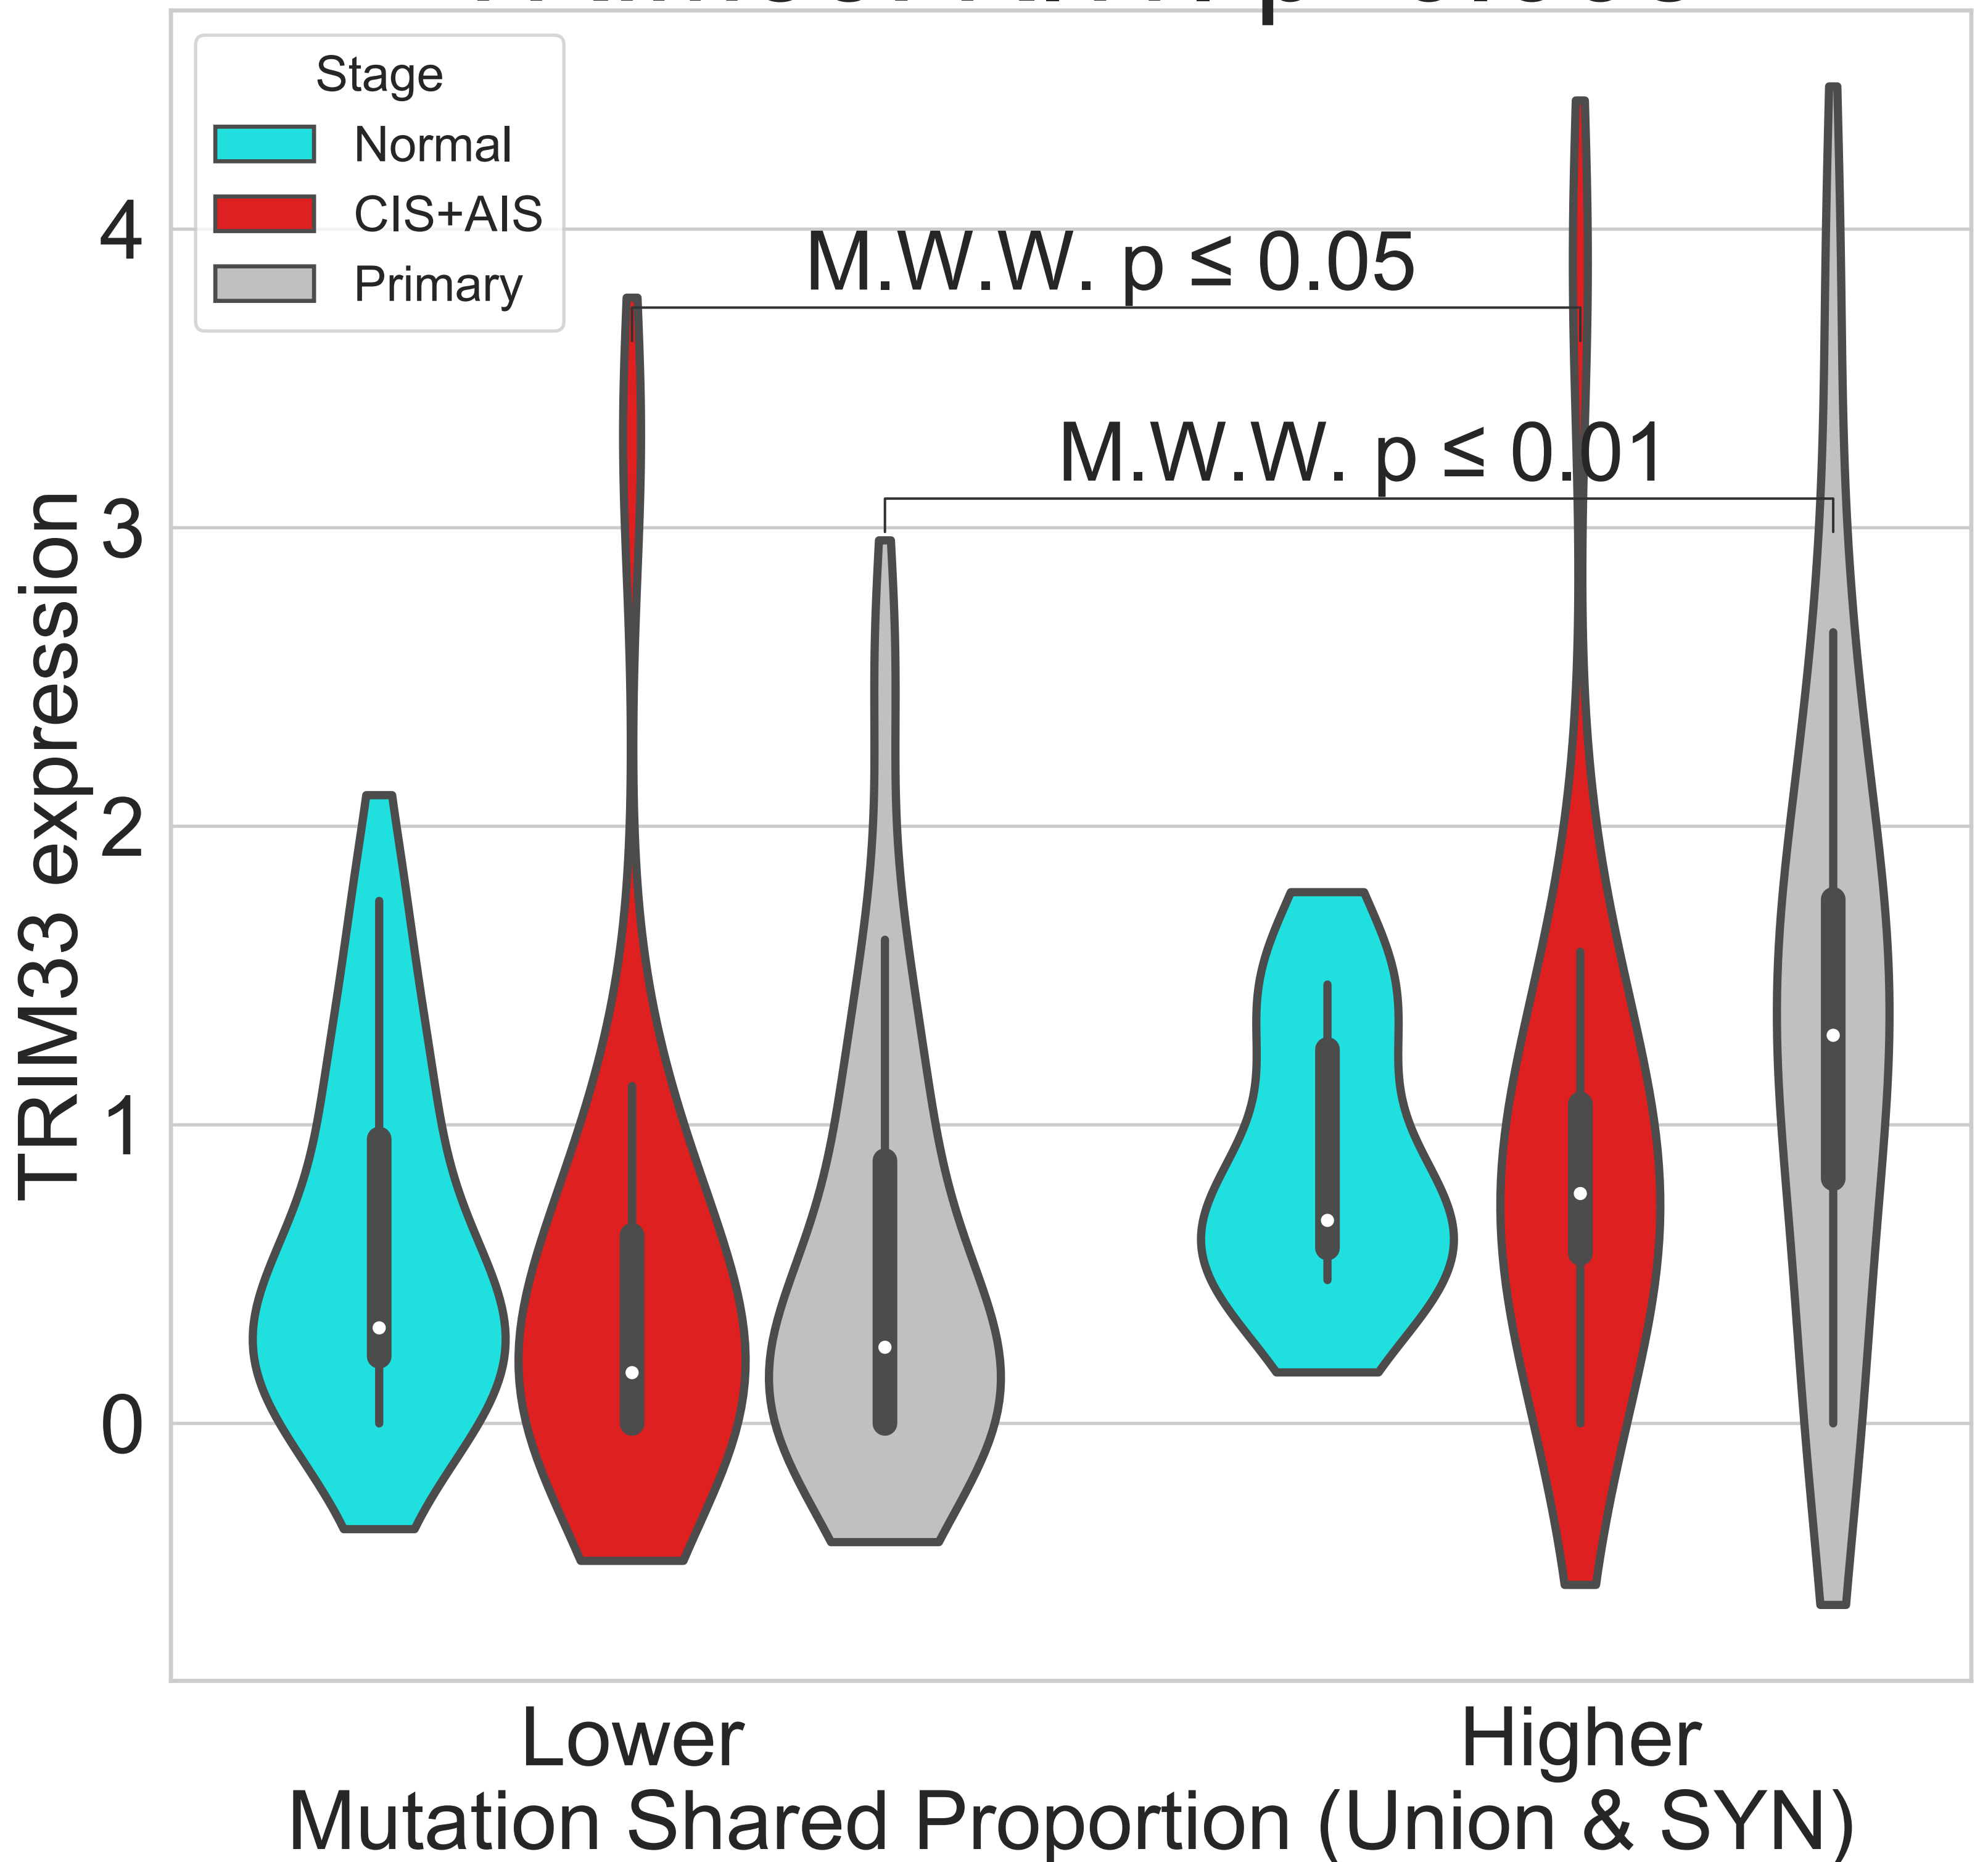 Stage
Normal
CIS+AIS
Primary
M.W.W. p ≤ 0.05
M.W.W. p ≤ 0.01
4
3
2
1
0
TRIM33 expression
Lower
Higher
Mutation Shared Proportion (Union & SYN)